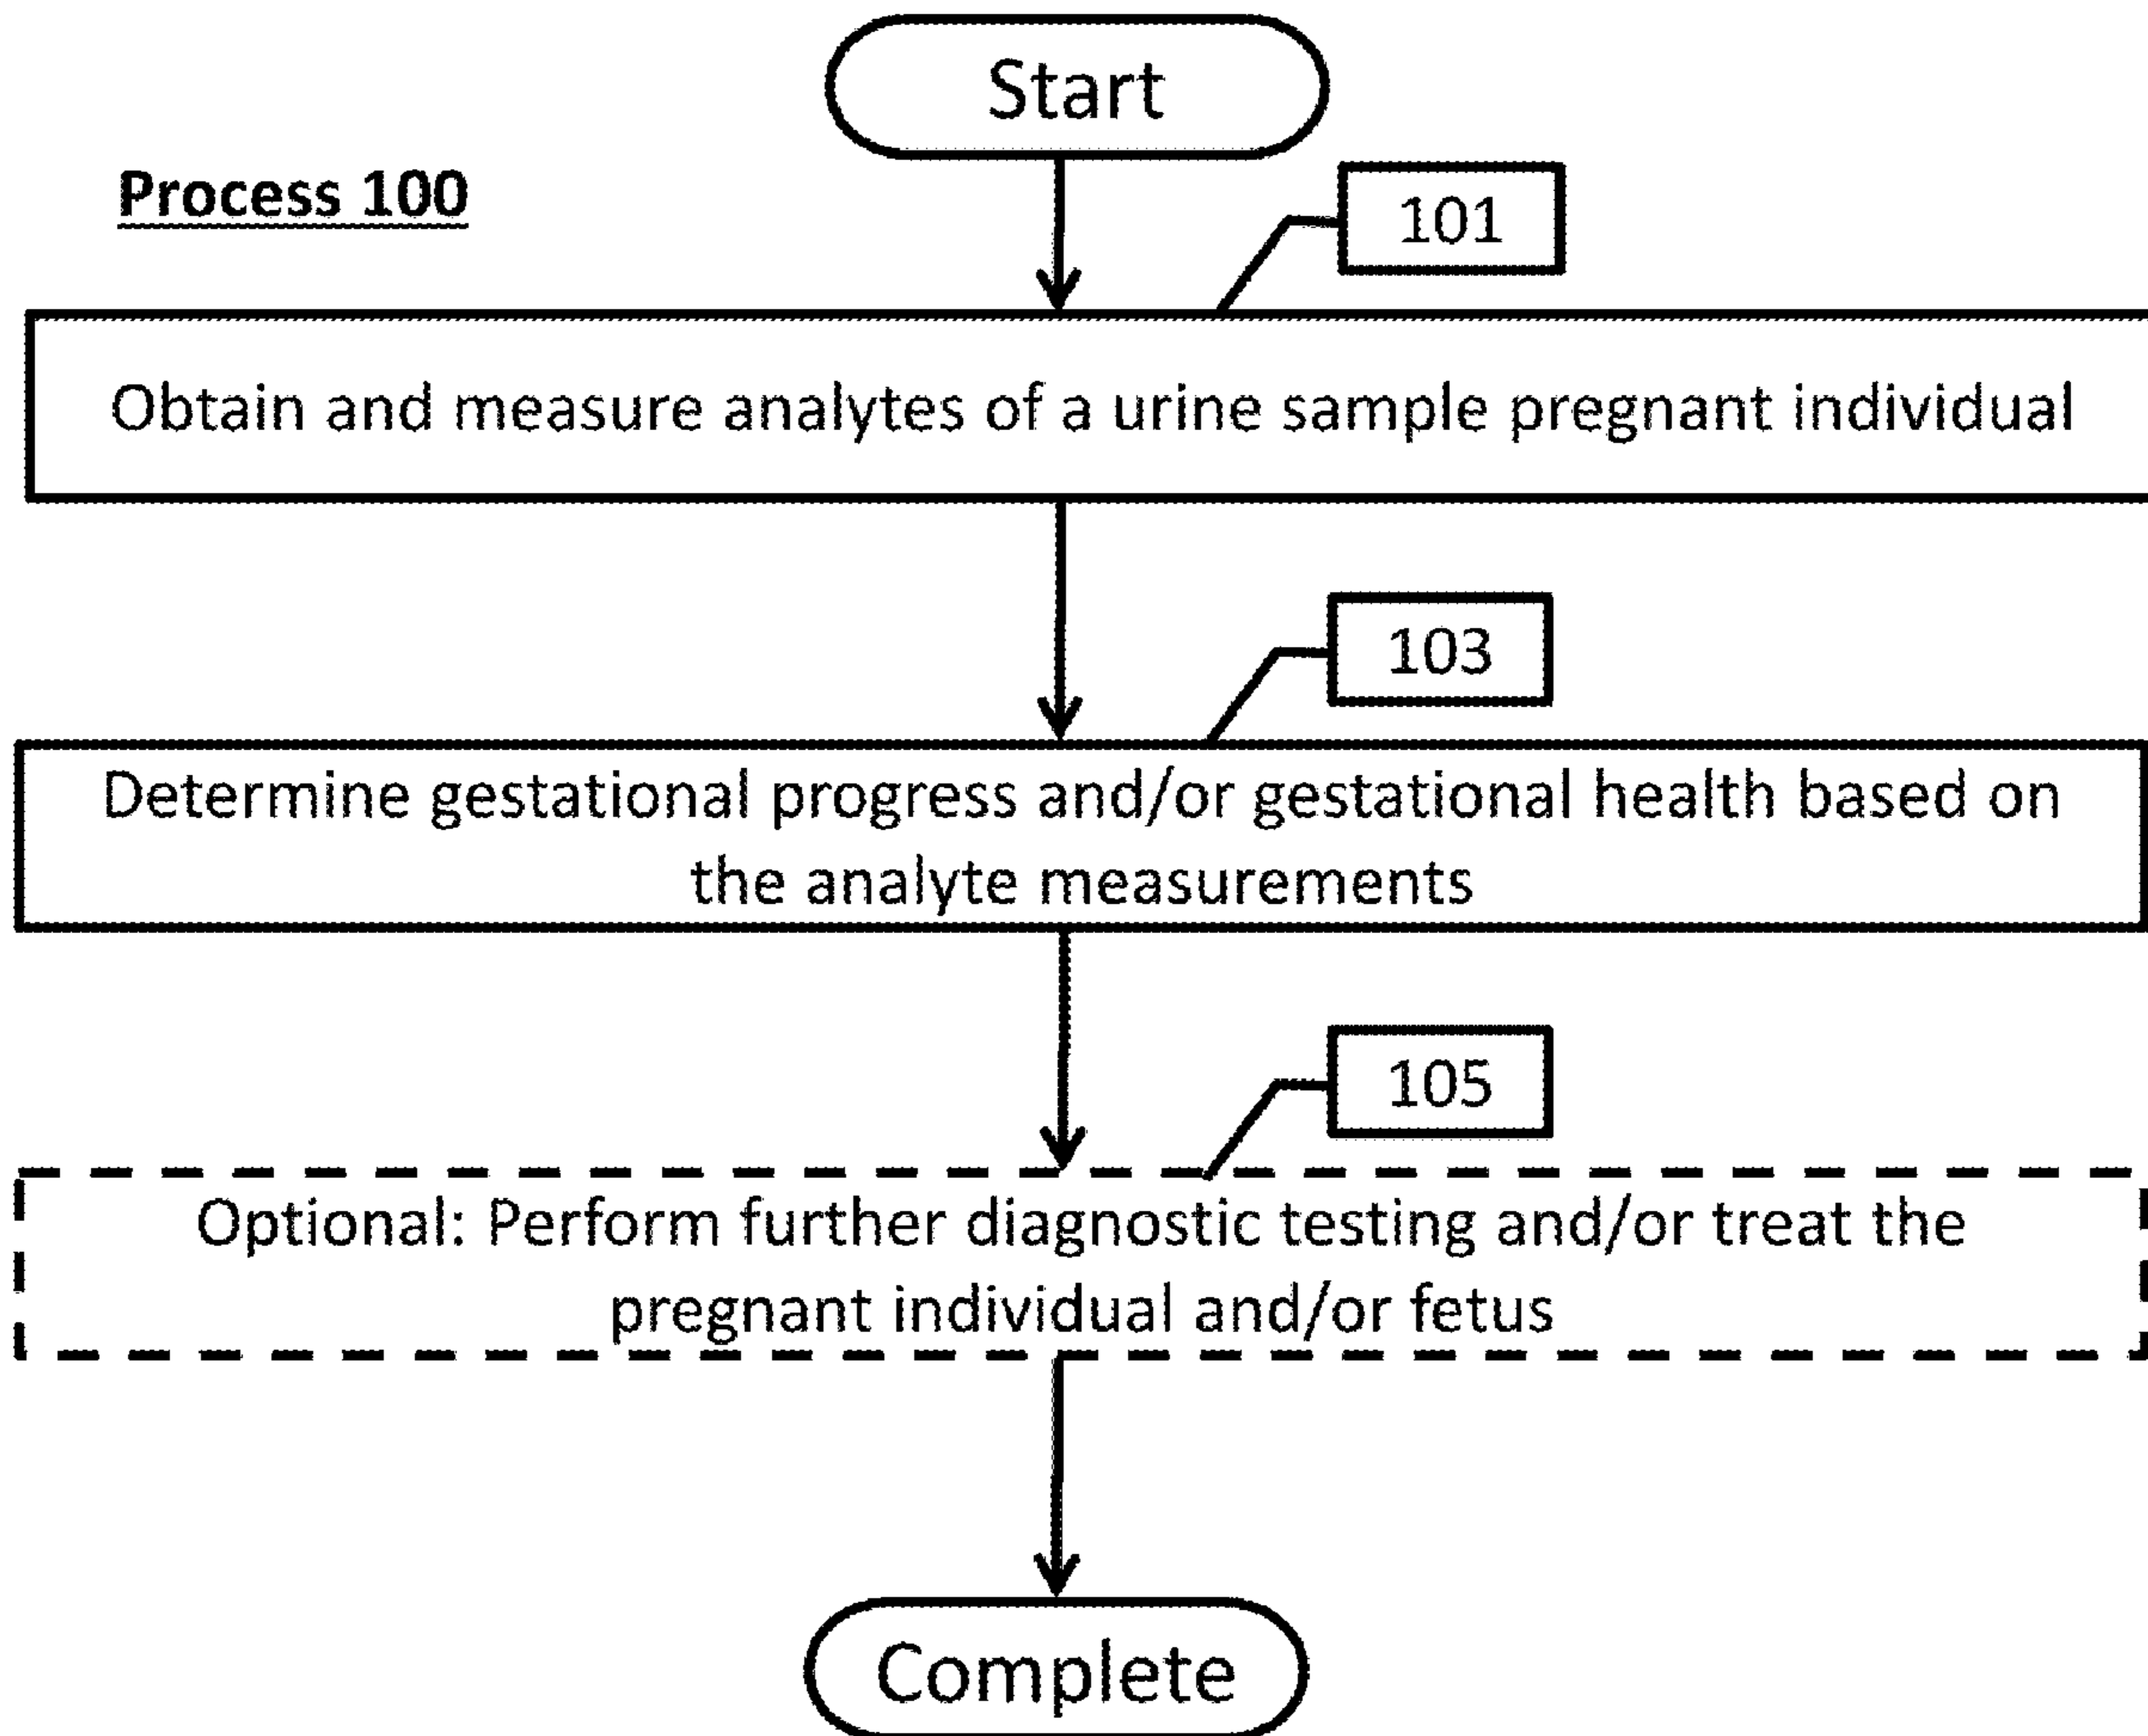 Start
Process 100
101
Obtain and measure analytes of a urine sample pregnant individual
103
Determine gestational progress and/or gestational health based on
the analyte measurements
105
Optional: Perform further diagnostic testing and/or treat the
pregnant individual and/or fetus
Complete